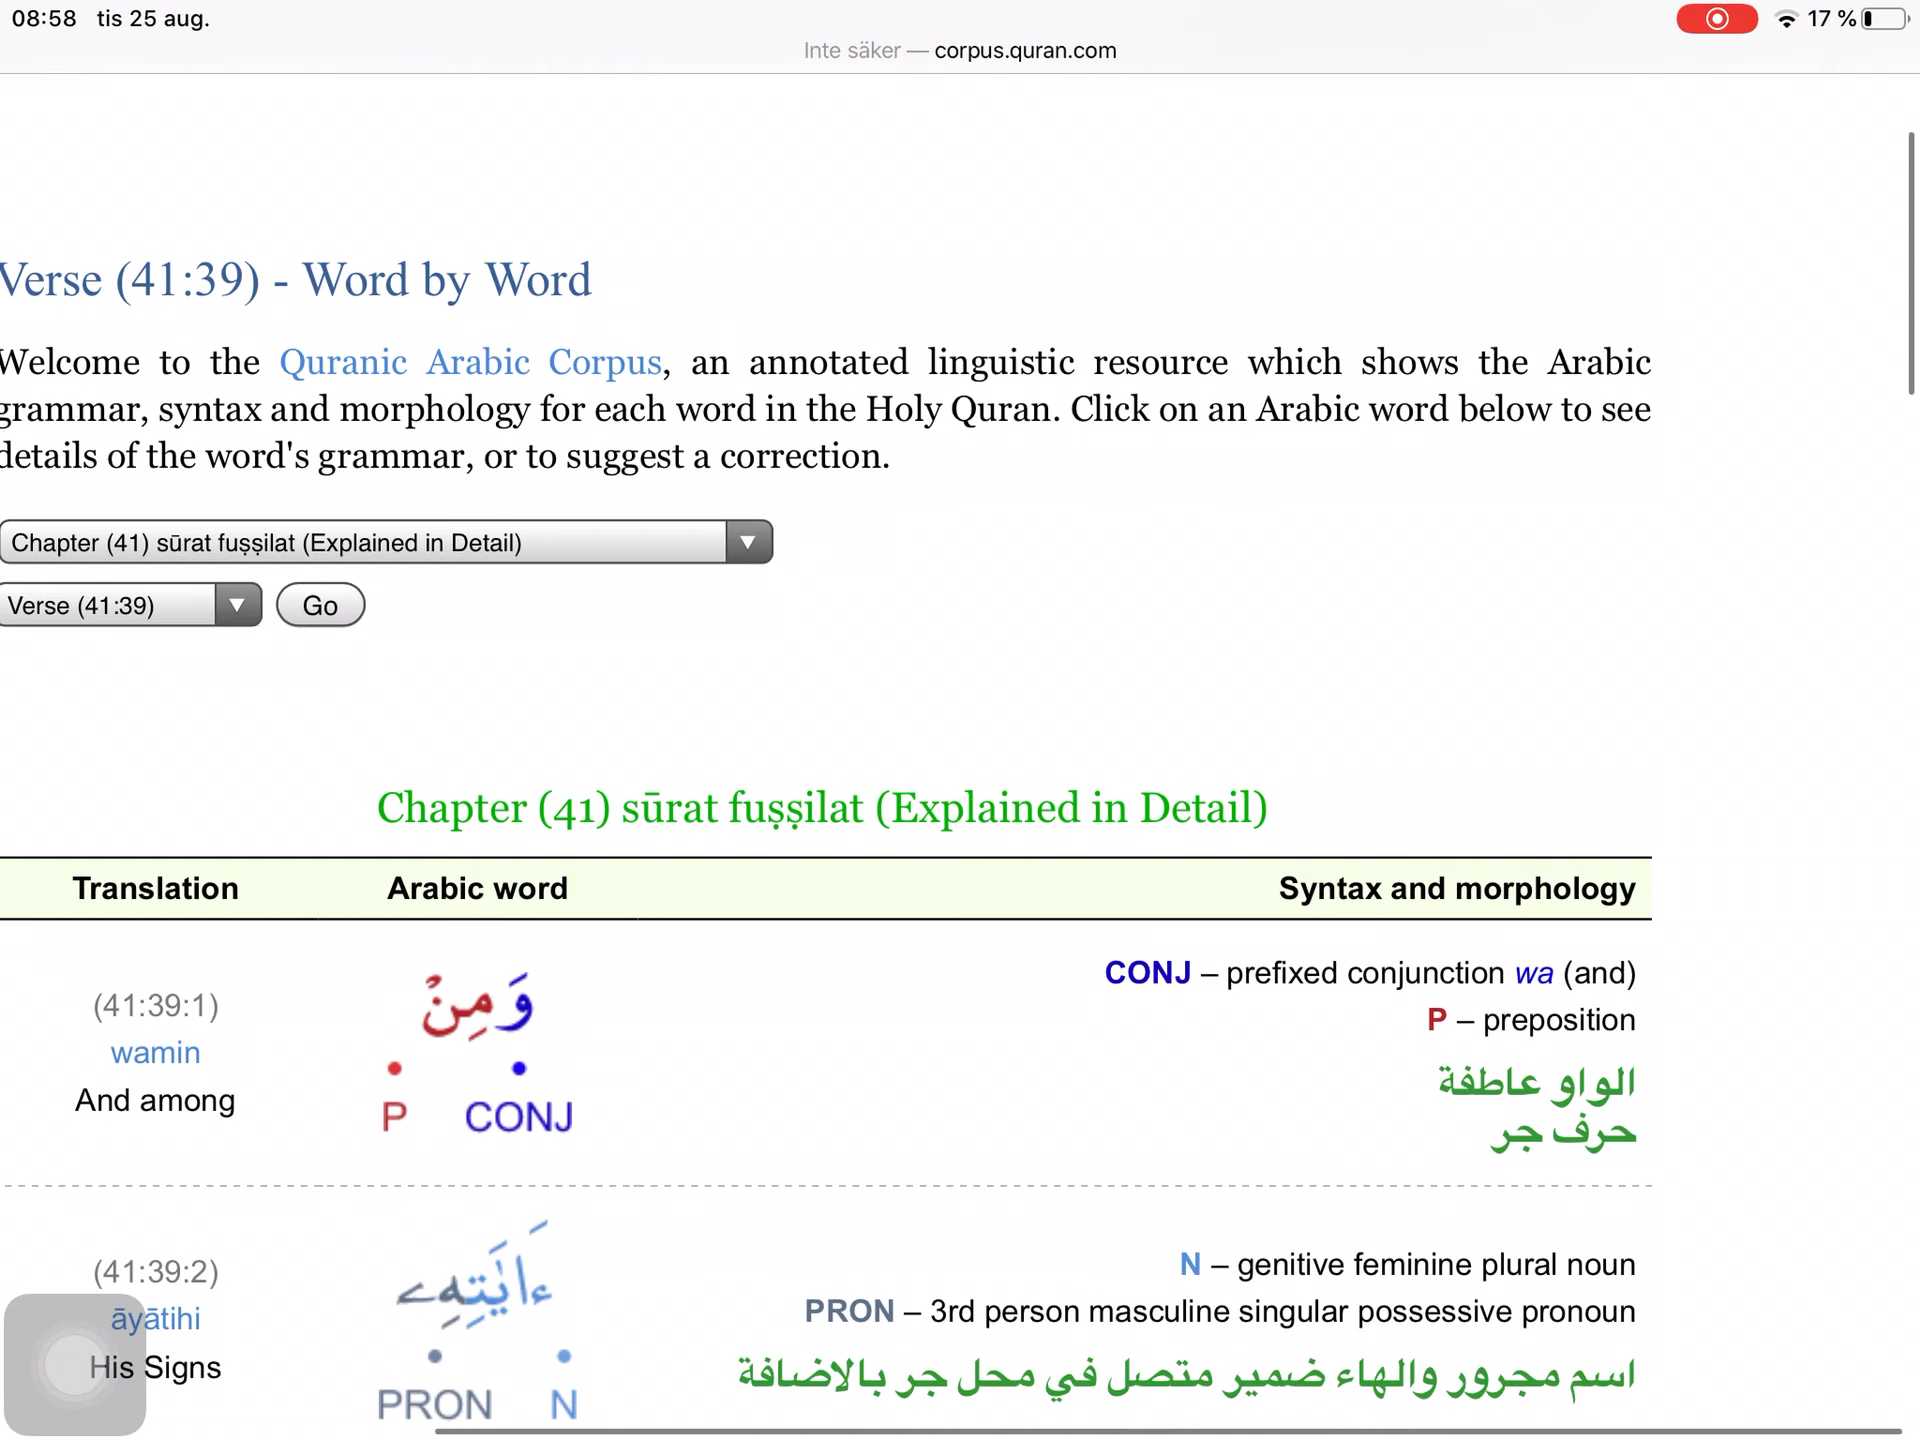 08:58 tis 25 aug.
17 %
Inte säker — corpus.quran.com
Verse (41:39) - Word by Word
Welcome to the Quranic Arabic Corpus, an annotated linguistic resource which shows the Arabic
grammar, syntax and morphology for each word in the Holy Quran. Click on an Arabic word below to see
details of the word's grammar, or to suggest a correction.
Chapter (41) sūrat fuṣṣilat (Explained in Detail)
Verse (41:39) Go
Chapter (41) sūrat fuṣṣilat (Explained in Detail)
Translation Arabic word Syntax and morphology
(41:39:1)
wamin
And among
وَمِنْ
P CONJ
CONJ – prefixed conjunction wa (and)
P – preposition
الواو عاطفة
حرف جر
(41:39:2)
āyātihi
His Signs
ءَايَٰتِهِۦ
PRON N
N – genitive feminine plural noun
PRON – 3rd person masculine singular possessive pronoun
اسم مجرور والهاء ضمير متصل في محل جر بالاضافة